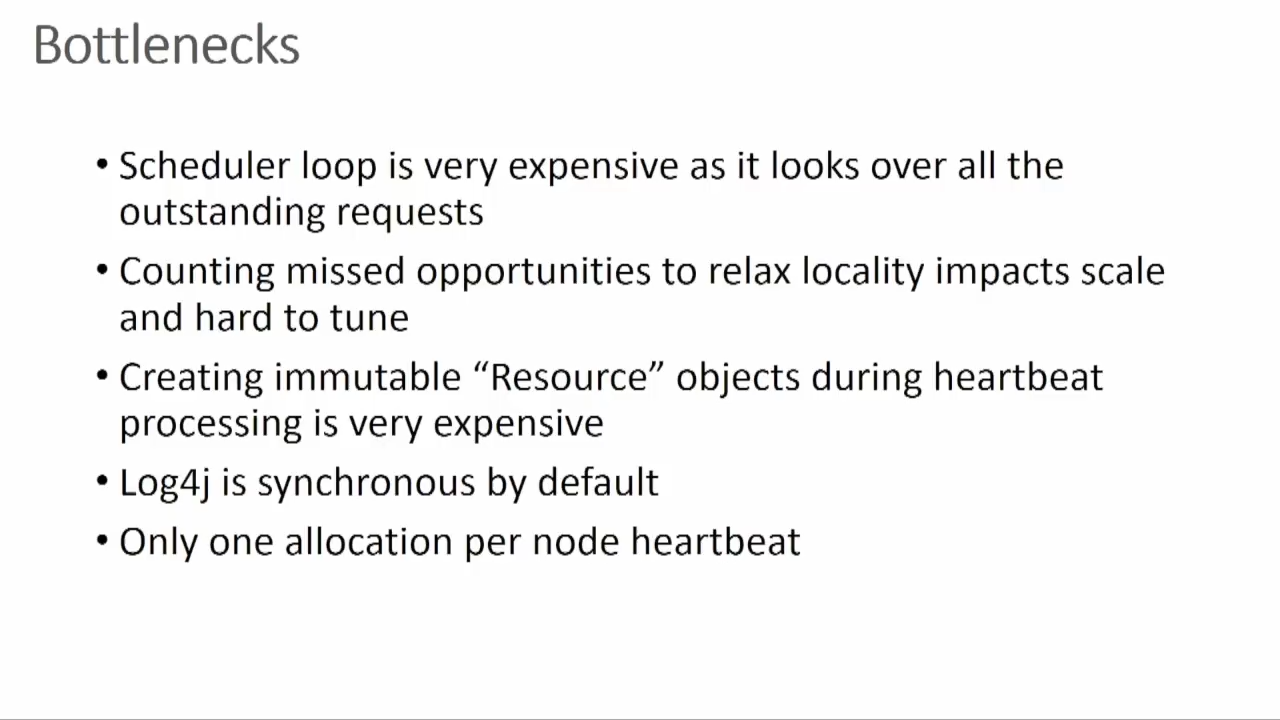 Bottlenecks
• Scheduler loop is very expensive as it looks over all the
outstanding requests
• Counting missed opportunities to relax locality impacts scale
and hard to tune
• Creating immutable “Resource” objects during heartbeat
processing is very expensive
• Log4j is synchronous by default
• Only one allocation per node heartbeat